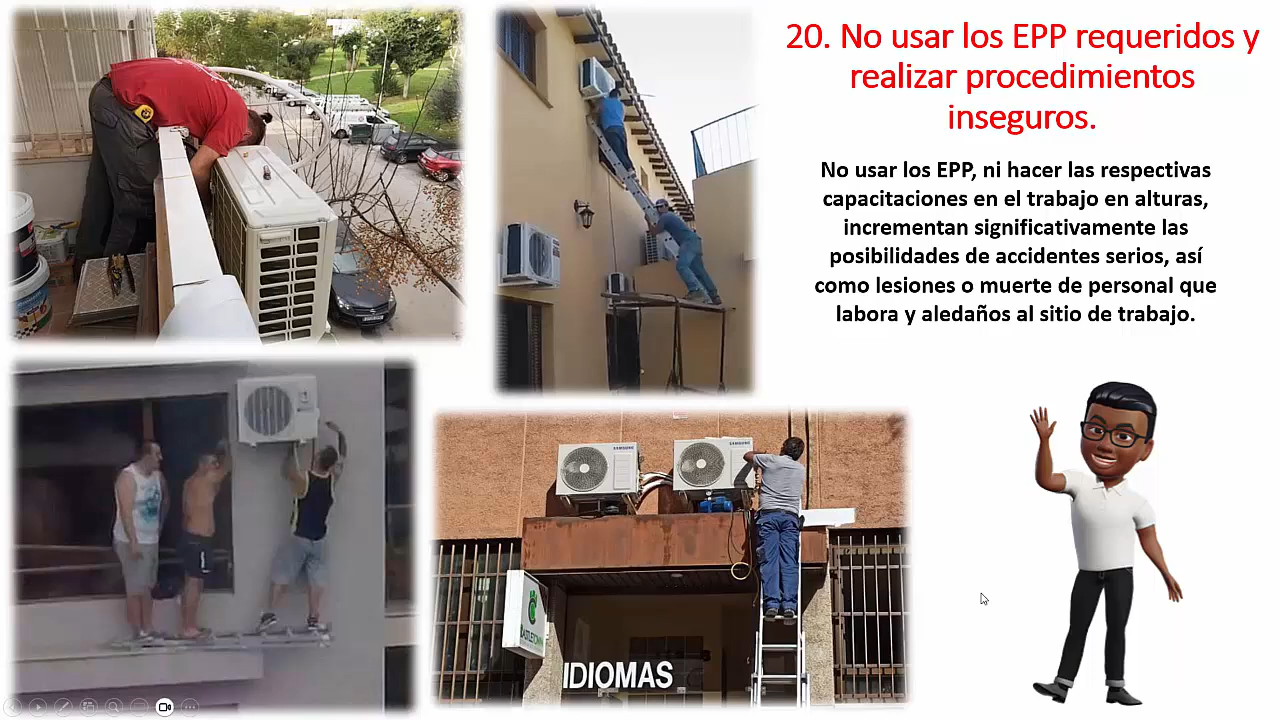 20. No usar los EPP requeridos y
realizar procedimientos
inseguros.
No usar los EPP, ni hacer las respectivas
capacitaciones en el trabajo en alturas,
incrementan significativamente las
posibilidades de accidentes serios, así
como lesiones o muerte de personal que
labora y aledaños al sitio de trabajo.
SAMSUNG
SAMSUNG
IDIOMAS